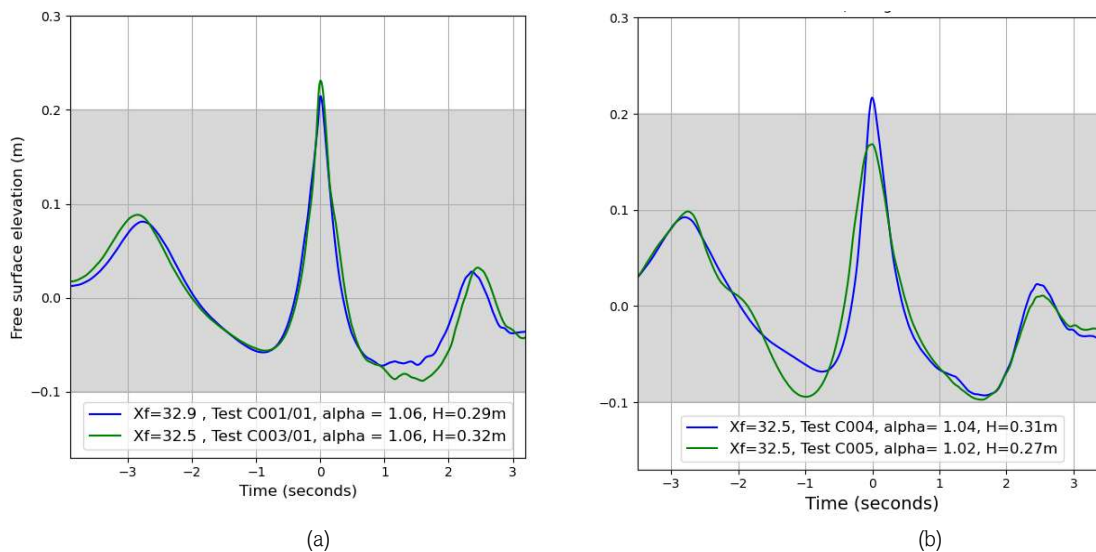 0.3
0.2
0.1
0.0
−0.1
Free surface elevation (m)
Xf=32.9 , Test C001/01, alpha = 1.06, H=0.29m
Xf=32.5 , Test C003/01, alpha = 1.06, H=0.32m
−3 −2 −1 0 1 2 3
Time (seconds)
(a)
0.3
0.2
0.1
0.0
−0.1
Xf=32.5, Test C004, alpha= 1.04, H=0.31m
Xf=32.5, Test C005, alpha= 1.02, H=0.27m
−3 −2 −1 0 1 2 3
Time (seconds)
(b)